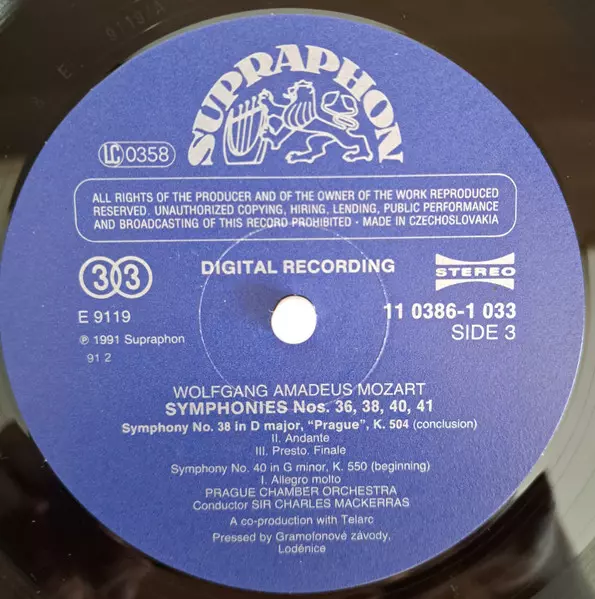 E 9119/A
SUPRAPHON
LC 0358
ALL RIGHTS OF THE PRODUCER AND OF THE OWNER OF THE WORK REPRODUCED
RESERVED. UNAUTHORIZED COPYING, HIRING, LENDING, PUBLIC PERFORMANCE
AND BROADCASTING OF THIS RECORD PROHIBITED · MADE IN CZECHOSLOVAKIA
33
DIGITAL RECORDING
STEREO
E 9119
11 0386-1 033
SIDE 3
℗ 1991 Supraphon
91 2
WOLFGANG AMADEUS MOZART
SYMPHONIES Nos. 36, 38, 40, 41
Symphony No. 38 in D major, “Prague”, K. 504 (conclusion)
II. Andante
III. Presto. Finale
Symphony No. 40 in G minor, K. 550 (beginning)
I. Allegro molto
PRAGUE CHAMBER ORCHESTRA
Conductor SIR CHARLES MACKERRAS
A co-production with Telarc
Pressed by Gramofonové závody,
Loděnice